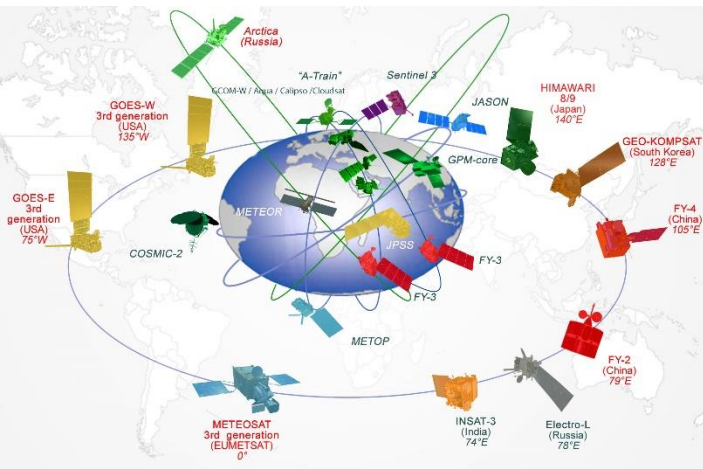 Arctica
(Russia)
"A-Train"
GCOM-W / Aqua / Calipso /Cloudsat
Sentinel 3
JASON
HIMAWARI
8/9
(Japan)
140°E
GOES-W
3rd generation
(USA)
135°W
GPM-core
GEO-KOMPSAT
(South Korea)
128°E
GOES-E
3rd
generation
(USA)
75°W
METEOR
COSMIC-2
JPSS
FY-4
(China)
105°E
FY-3
FY-3
METOP
FY-2
(China)
79°E
METEOSAT
3rd generation
(EUMETSAT)
0°
INSAT-3
(India)
74°E
Electro-L
(Russia)
78°E